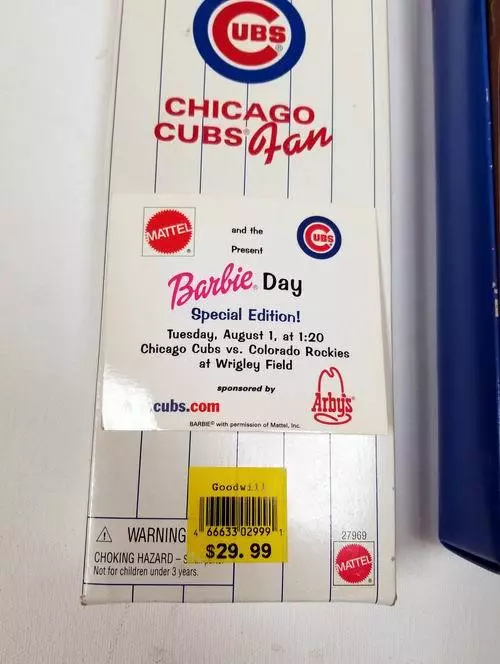 CUBS
CHICAGO
CUBS® Fan
MATTEL
and the
Present
CUBS
Barbie® Day
Special Edition!
Tuesday, August 1, at 1:20
Chicago Cubs vs. Colorado Rockies
at Wrigley Field
sponsored by
.cubs.com
Arby's
BARBIE® with permission of Mattel, Inc.
Goodwill
4 66633 02999 1
$29.99
WARNING
CHOKING HAZARD –
Not for children under 3 years.
27969
MATTEL